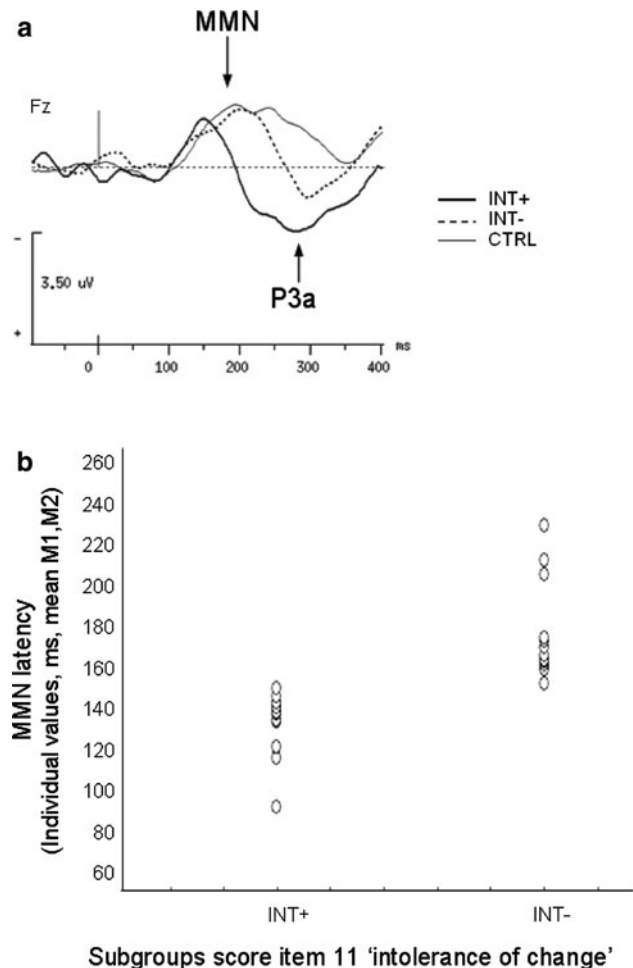 a
MMN
Fz
INT+
INT-
CTRL
-
3.50 uV
P3a
+
ms
0 100 200 300 400
b
260
240
220
200
180
160
140
120
100
80
60
MMN latency
(Individual values, ms, mean M1,M2)
INT+ INT-
Subgroups score item 11 'intolerance of change'